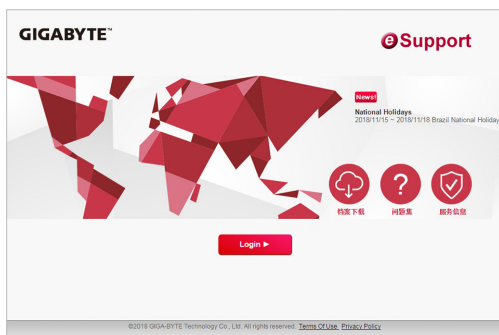 GIGABYTE™
eSupport
News!
National Holidays
2018/11/15 ~ 2018/11/18 Brazil National Holiday
档案下载
问题集
服务信息
Login ►
©2018 GIGA-BYTE Technology Co., Ltd. All rights reserved. Terms Of Use Privacy Policy